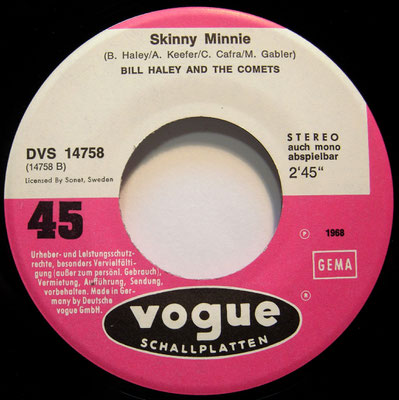 Skinny Minnie
(B. Haley/A. Keefer/C. Cafra/M. Gabler)
BILL HALEY AND THE COMETS
DVS 14758
(14758 B)
Licensed By Sonet, Sweden
STEREO
auch mono
abspielbar
2'45"
45
Urheber- und Leistungsschutz-
rechte, besonders Vervielfälti-
gung (außer zum persönl. Gebrauch),
Vermietung, Aufführung, Sendung,
vorbehalten. Made in Ger-
many by Deutsche
vogue GmbH.
℗ 1968
GEMA
®
vogue
SCHALLPLATTEN